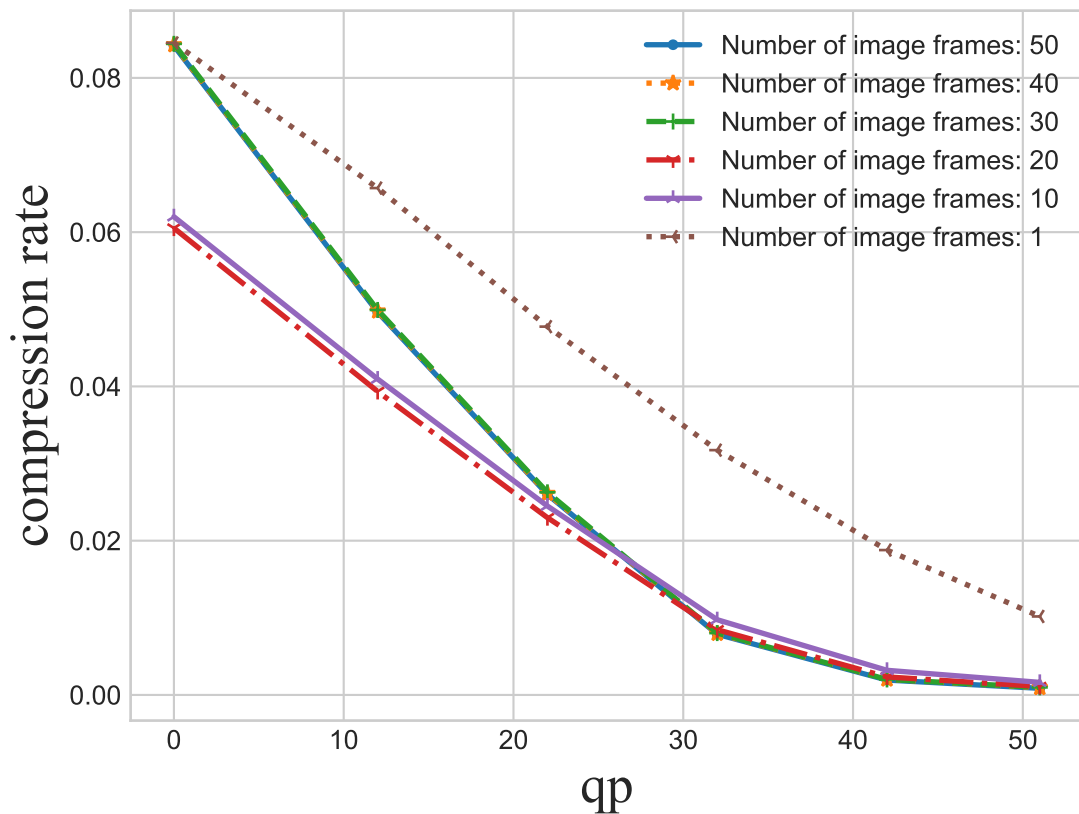 Number of image frames: 50
Number of image frames: 40
Number of image frames: 30
Number of image frames: 20
Number of image frames: 10
Number of image frames: 1
compression rate
0.08
0.06
0.04
0.02
0.00
0 10 20 30 40 50
qp